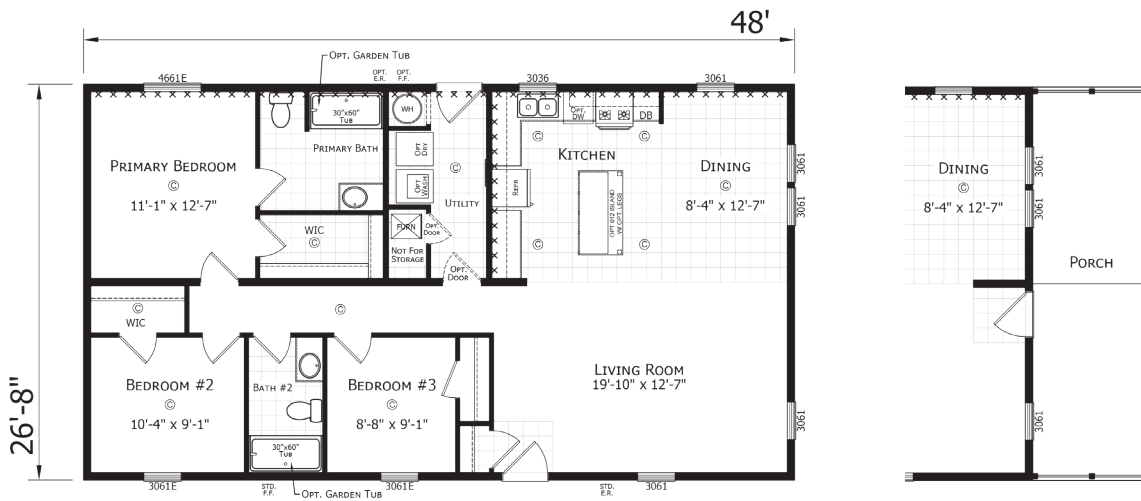 48'
OPT. GARDEN TUB
4661E
OPT.
E.R.
OPT.
F.F.
3036
3061
30"x60"
TUB
WH
OPT
DW
DB
PRIMARY BATH
OPT
DRY
KITCHEN
DINING
8'-4" x 12'-7"
3061
3061
PRIMARY BEDROOM
C
11'-1" x 12'-7"
OPT
WASH
REFR
UTILITY
OPT 612 ISLAND
W/ OPT. LEGS
WIC
C
FURN
OPT.
DOOR
NOT FOR
STORAGE
OPT.
DOOR
C
C
C
C
C
C
WIC
C
C
BEDROOM #2
C
10'-4" x 9'-1"
BATH #2
BEDROOM #3
C
8'-8" x 9'-1"
LIVING ROOM
19'-10" x 12'-7"
26'-8"
30"x60"
TUB
3061
3061E
STD.
F.F.
OPT. GARDEN TUB
3061E
STD.
E.R.
3061
DINING
C
8'-4" x 12'-7"
3061
3061
PORCH
3061